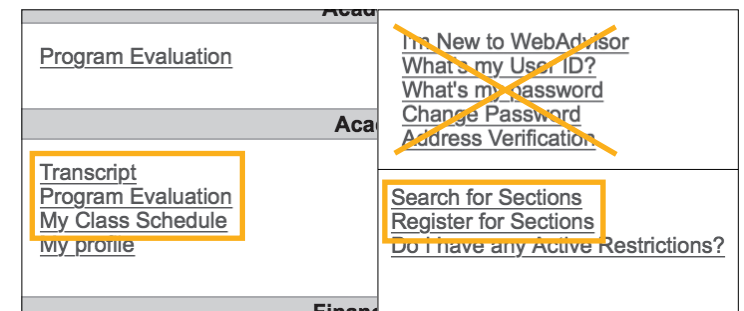 Program Evaluation
Transcript
Program Evaluation
My Class Schedule
My profile
I'm New to WebAdvisor
What's my User ID?
What's my password
Change Password
Address Verification
Search for Sections
Register for Sections
Do I have any Active Restrictions?